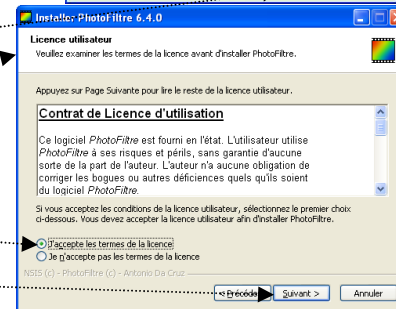 Installer PhotoFiltre 6.4.0
Licence utilisateur
Veuillez examiner les termes de la licence avant d'installer PhotoFiltre.
Appuyez sur Page Suivante pour lire le reste de la licence utilisateur.
Contrat de Licence d'utilisation
Ce logiciel PhotoFiltre est fourni en l'état. L'utilisateur utilise
PhotoFiltre à ses risques et périls, sans garantie d'aucune
sorte de la part de l'auteur. L'auteur n'a aucune obligation de
corriger les bogues ou autres déficiences quels qu'ils soient
du logiciel PhotoFiltre.
Si vous acceptez les conditions de la licence utilisateur, sélectionnez le premier choix
ci-dessous. Vous devez accepter la licence utilisateur afin d'installer PhotoFiltre.
J'accepte les termes de la licence
Je n'accepte pas les termes de la licence
NSIS (c) - PhotoFiltre (c) - Antonio Da Cruz
< Précéde
Suivant >
Annuler